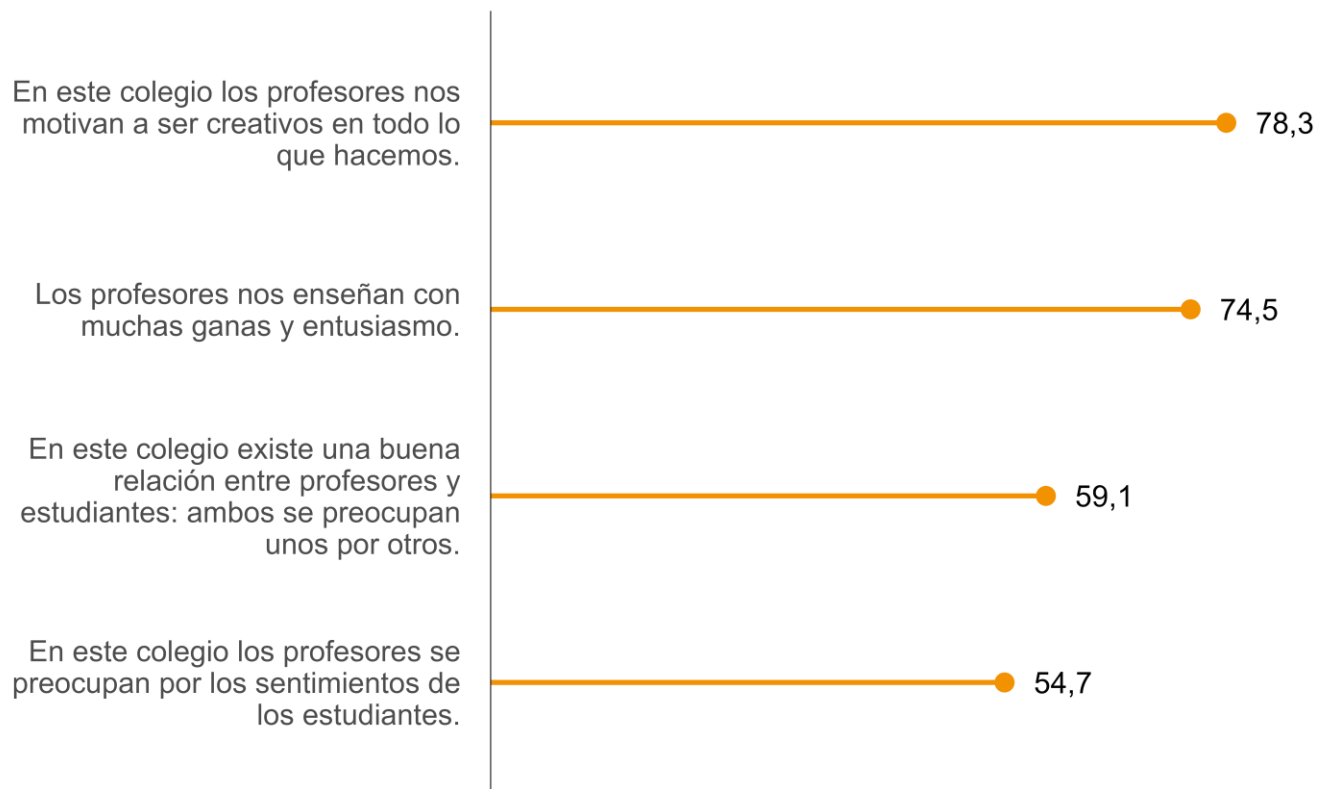 En este colegio los profesores nos
motivan a ser creativos en todo lo
que hacemos.
78,3
Los profesores nos enseñan con
muchas ganas y entusiasmo.
74,5
En este colegio existe una buena
relación entre profesores y
estudiantes: ambos se preocupan
unos por otros.
59,1
En este colegio los profesores se
preocupan por los sentimientos de
los estudiantes.
54,7